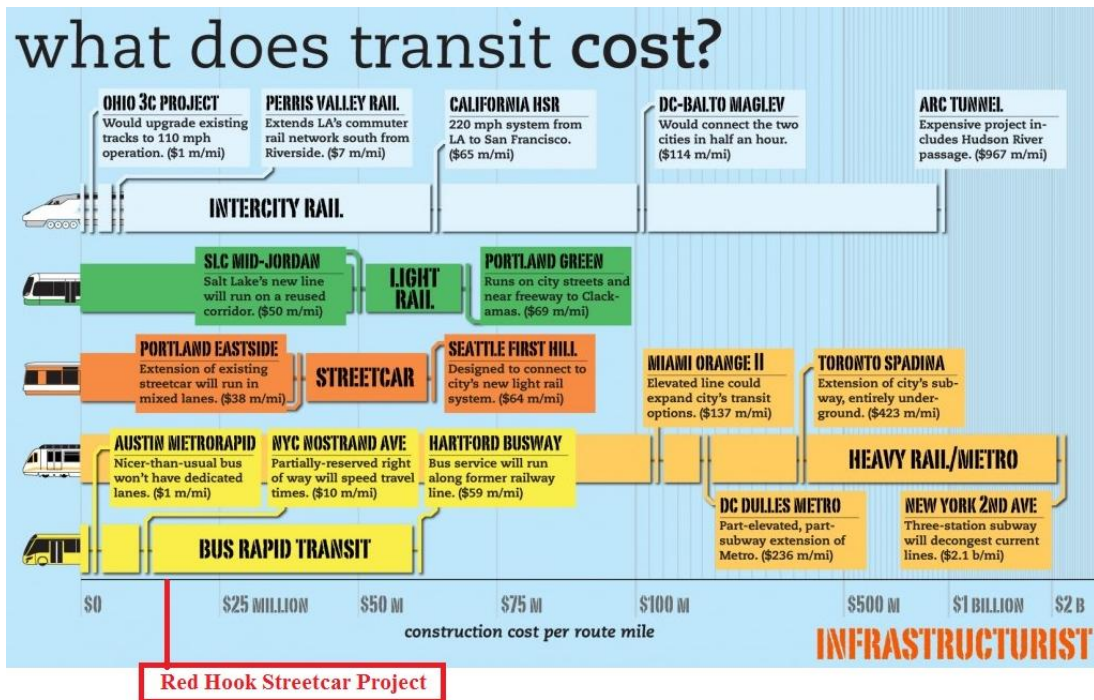 what does transit cost?
OHIO 3C PROJECT
Would upgrade existing
tracks to 110 mph
operation. ($1 m/mi)
PERRIS VALLEY RAIL
Extends LA's commuter
rail network south from
Riverside. ($7 m/mi)
CALIFORNIA HSR
220 mph system from
LA to San Francisco.
($65 m/mi)
DC-BALTO MAGLEV
Would connect the two
cities in half an hour.
($114 m/mi)
ARC TUNNEL
Expensive project in-
cludes Hudson River
passage. ($967 m/mi)
INTERCITY RAIL
SLC MID-JORDAN
Salt Lake's new line
will run on a reused
corridor. ($50 m/mi)
LIGHT
RAIL
PORTLAND GREEN
Runs on city streets and
near freeway to Clack-
amas. ($69 m/mi)
PORTLAND EASTSIDE
Extension of existing
streetcar will run in
mixed lanes. ($38 m/mi)
STREETCAR
SEATTLE FIRST HILL
Designed to connect to
city's new light rail
system. ($64 m/mi)
MIAMI ORANGE II
Elevated line could
expand city's transit
options. ($137 m/mi)
TORONTO SPADINA
Extension of city's sub-
way, entirely under-
ground. ($423 m/mi)
AUSTIN METRORAPID
Nicer-than-usual bus
won't have dedicated
lanes. ($1 m/mi)
NYC NOSTRAND AVE
Partially-reserved right
of way will speed travel
times. ($10 m/mi)
HARTFORD BUSWAY
Bus service will run
along former railway
line. ($59 m/mi)
HEAVY RAIL/METRO
DC DULLES METRO
Part-elevated, part-
subway extension of
Metro. ($236 m/mi)
NEW YORK 2ND AVE
Three-station subway
will decongest current
lines. ($2.1 b/mi)
BUS RAPID TRANSIT
$0
$25 MILLION
$50 M
$75 M
$100 M
$500 M
$1 BILLION
$2 B
construction cost per route mile
INFRASTRUCTURIST
Red Hook Streetcar Project